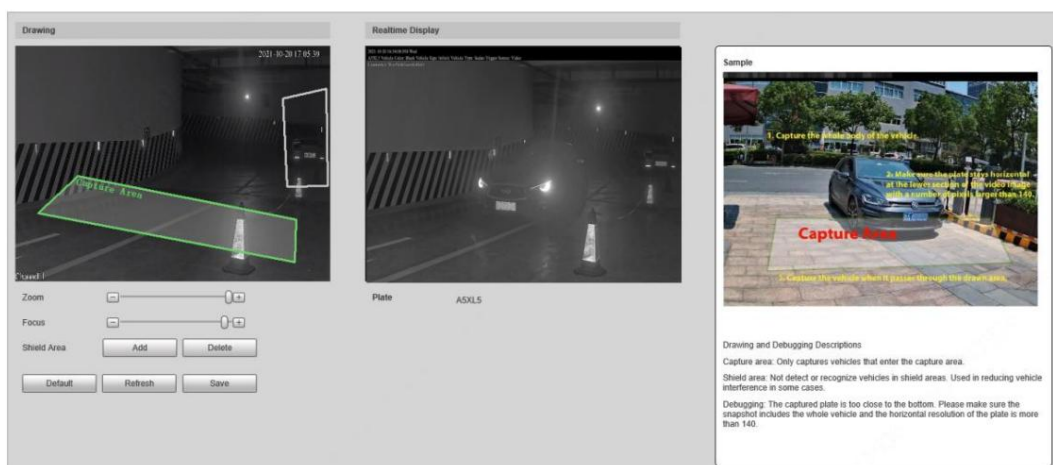 Drawing
2021-10-20 17:05:39
Capture Area
Channel 1
Zoom
Focus
Shield Area
Add
Delete
Default
Refresh
Save
Realtime Display
Plate
A5XL5
Sample
1. Capture the whole body of the vehicle.
2. Make sure the plate stays horizontal
at the lower section of the video image
with a number of pixels larger than 140.
Capture Area
3. Capture the vehicle when it passes through the drawn area.
Drawing and Debugging Descriptions
Capture area: Only captures vehicles that enter the capture area.
Shield area: Not detect or recognize vehicles in shield areas. Used in reducing vehicle
interference in some cases.
Debugging: The captured plate is too close to the bottom. Please make sure the
snapshot includes the whole vehicle and the horizontal resolution of the plate is more
than 140.